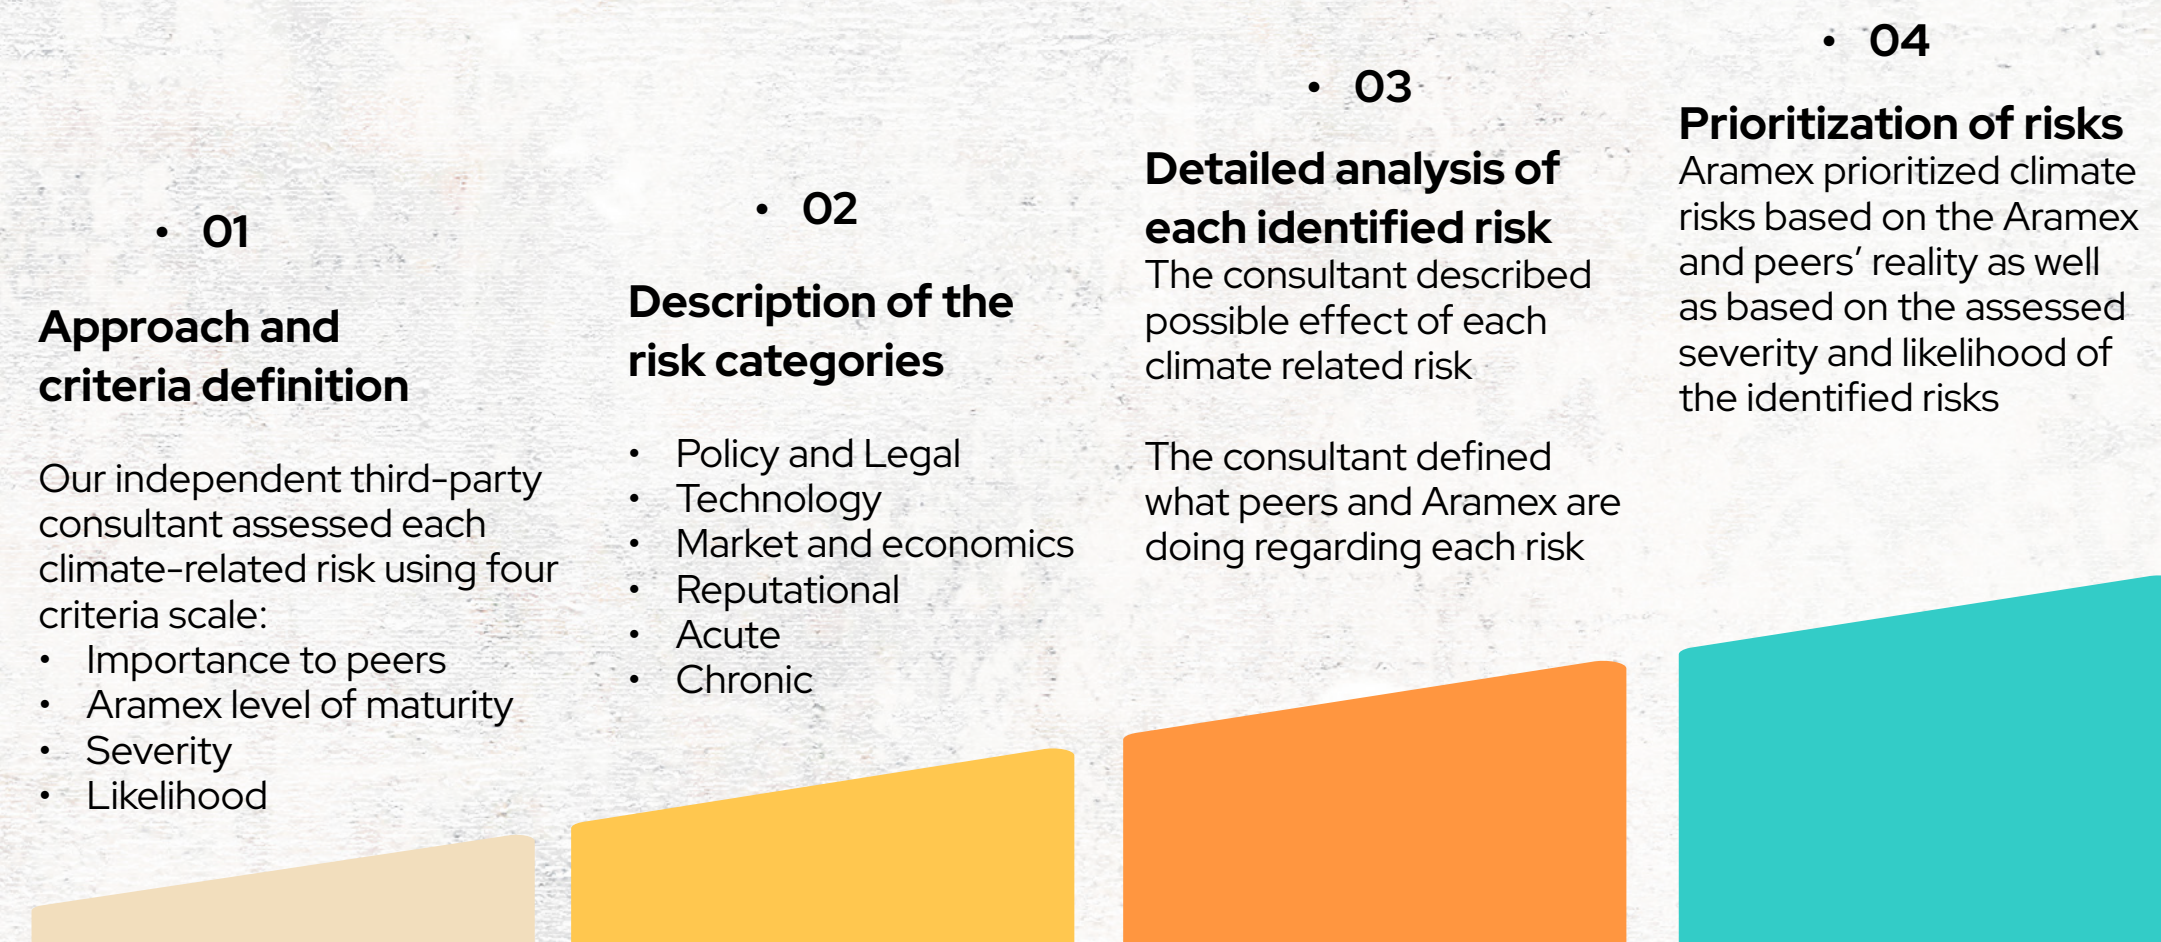 • 01
Approach and
criteria definition
Our independent third-party
consultant assessed each
climate-related risk using four
criteria scale:
• Importance to peers
• Aramex level of maturity
• Severity
• Likelihood
• 02
Description of the
risk categories
• Policy and Legal
• Technology
• Market and economics
• Reputational
• Acute
• Chronic
• 03
Detailed analysis of
each identified risk
The consultant described
possible effect of each
climate related risk
The consultant defined
what peers and Aramex are
doing regarding each risk
• 04
Prioritization of risks
Aramex prioritized climate
risks based on the Aramex
and peers’ reality as well
as based on the assessed
severity and likelihood of
the identified risks